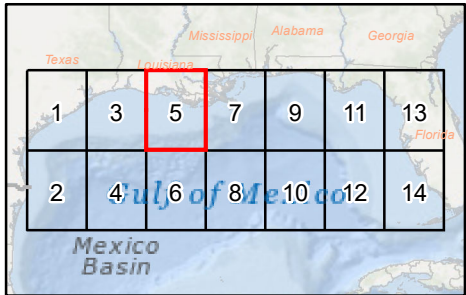 Mississippi Alabama Georgia
Texas Louisiana
1 3 5 7 9 11 13
Florida
2 4 6 8 10 12 14
Gulf of Mexico
Mexico
Basin